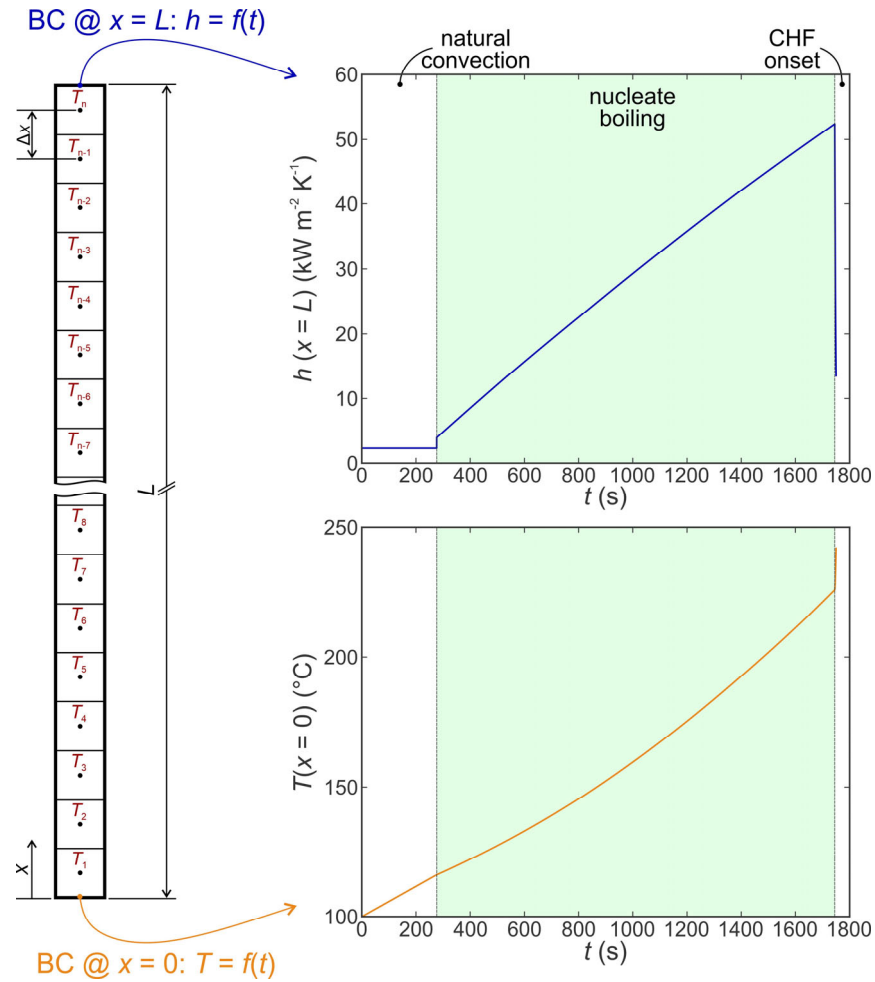 BC @ x = L: h = f(t)
Tn
Tn-1
Tn-2
Tn-3
Tn-4
Tn-5
Tn-6
Tn-7
T8
T7
T6
T5
T4
T3
T2
T1
Δx
L
x
BC @ x = 0: T = f(t)
natural
convection
CHF
onset
nucleate
boiling
h (x = L) (kW m-2 K-1)
60
50
40
30
20
10
0
0 200 400 600 800 1000 1200 1400 1600 1800
t (s)
T(x = 0) (°C)
250
200
150
100
0 200 400 600 800 1000 1200 1400 1600 1800
t (s)